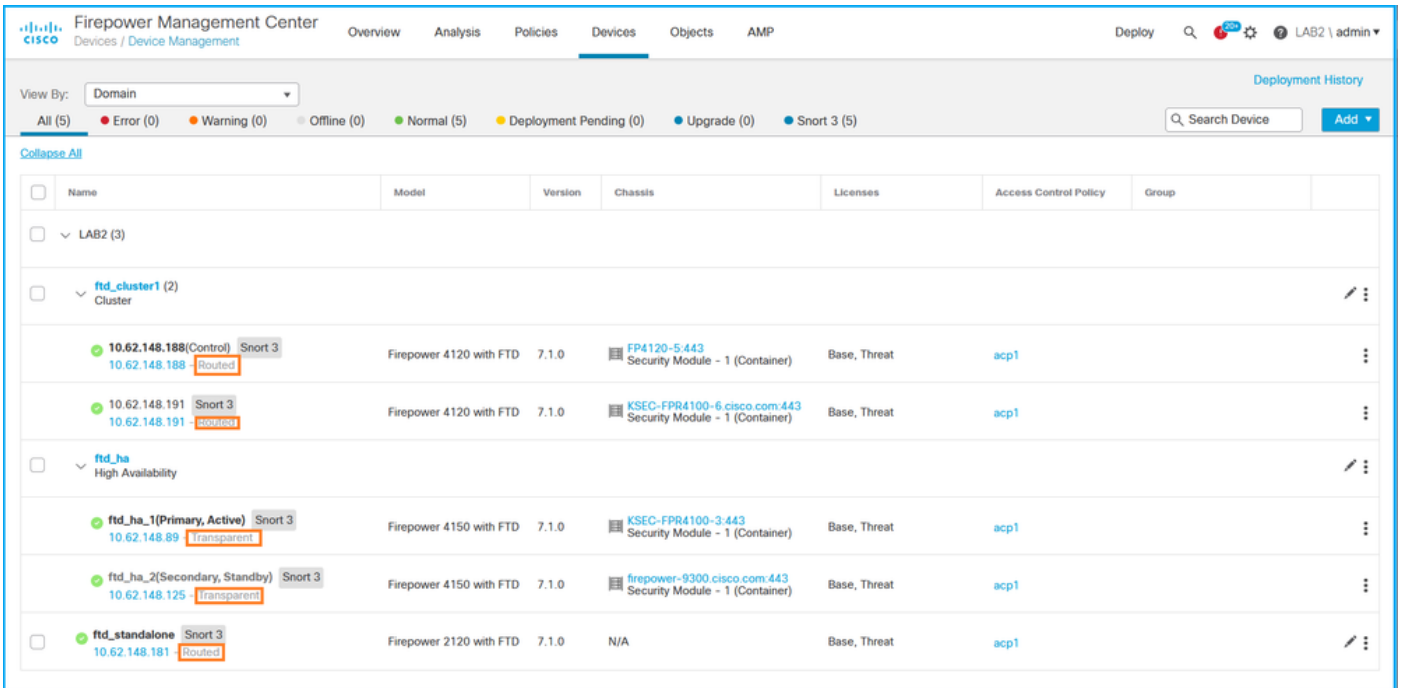 cisco
Firepower Management Center
Devices / Device Management
Overview Analysis Policies Devices Objects AMP
Deploy 20+ LAB2 \ admin
Deployment History
View By: Domain
All (5) Error (0) Warning (0) Offline (0) Normal (5) Deployment Pending (0) Upgrade (0) Snort 3 (5)
Search Device Add
Collapse All
Name Model Version Chassis Licenses Access Control Policy Group
LAB2 (3)
ftd_cluster1 (2)
Cluster
10.62.148.188(Control) Snort 3
10.62.148.188 - Routed
Firepower 4120 with FTD 7.1.0
FP4120-5:443
Security Module - 1 (Container)
Base, Threat acp1
10.62.148.191 Snort 3
10.62.148.191 - Routed
Firepower 4120 with FTD 7.1.0
KSEC-FPR4100-6.cisco.com:443
Security Module - 1 (Container)
Base, Threat acp1
ftd_ha
High Availability
ftd_ha_1(Primary, Active) Snort 3
10.62.148.89 - Transparent
Firepower 4150 with FTD 7.1.0
KSEC-FPR4100-3:443
Security Module - 1 (Container)
Base, Threat acp1
ftd_ha_2(Secondary, Standby) Snort 3
10.62.148.125 - Transparent
Firepower 4150 with FTD 7.1.0
firepower-9300.cisco.com:443
Security Module - 1 (Container)
Base, Threat acp1
ftd_standalone Snort 3
10.62.148.181 - Routed
Firepower 2120 with FTD 7.1.0 N/A Base, Threat acp1